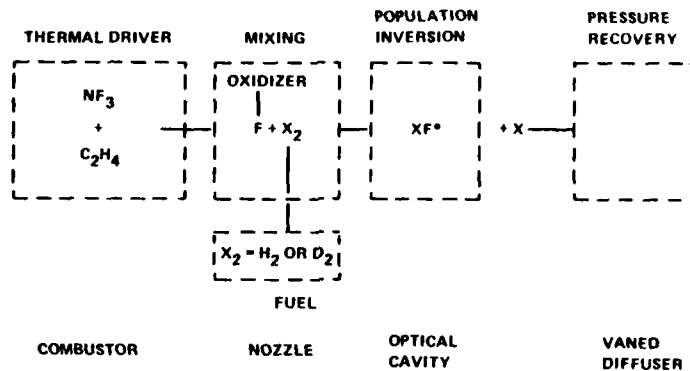 THERMAL DRIVER
MIXING
POPULATION
INVERSION
PRESSURE
RECOVERY
NF3
+
C2H4
OXIDIZER
F + X2
XF*
+ X
X2 = H2 OR D2
FUEL
COMBUSTOR
NOZZLE
OPTICAL
CAVITY
VANED
DIFFUSER